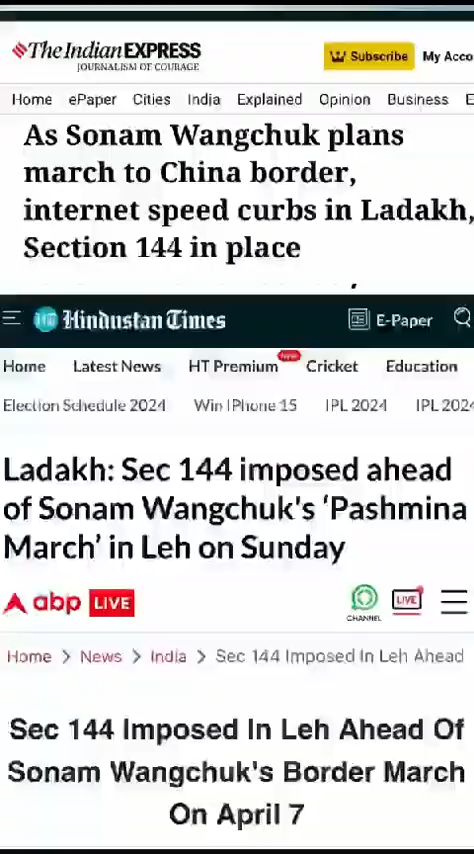 The Indian EXPRESS
JOURNALISM OF COURAGE
Subscribe
My Acco
Home ePaper Cities India Explained Opinion Business E
As Sonam Wangchuk plans
march to China border,
internet speed curbs in Ladakh,
Section 144 in place
HT Hindustan Times
E-Paper
Home Latest News HT Premium New Cricket Education
Election Schedule 2024 Win IPhone 15 IPL 2024 IPL 202
Ladakh: Sec 144 imposed ahead
of Sonam Wangchuk's ‘Pashmina
March’ in Leh on Sunday
abp LIVE
CHANNEL
LIVE
Home > News > India > Sec 144 Imposed In Leh Ahead
Sec 144 Imposed In Leh Ahead Of
Sonam Wangchuk's Border March
On April 7